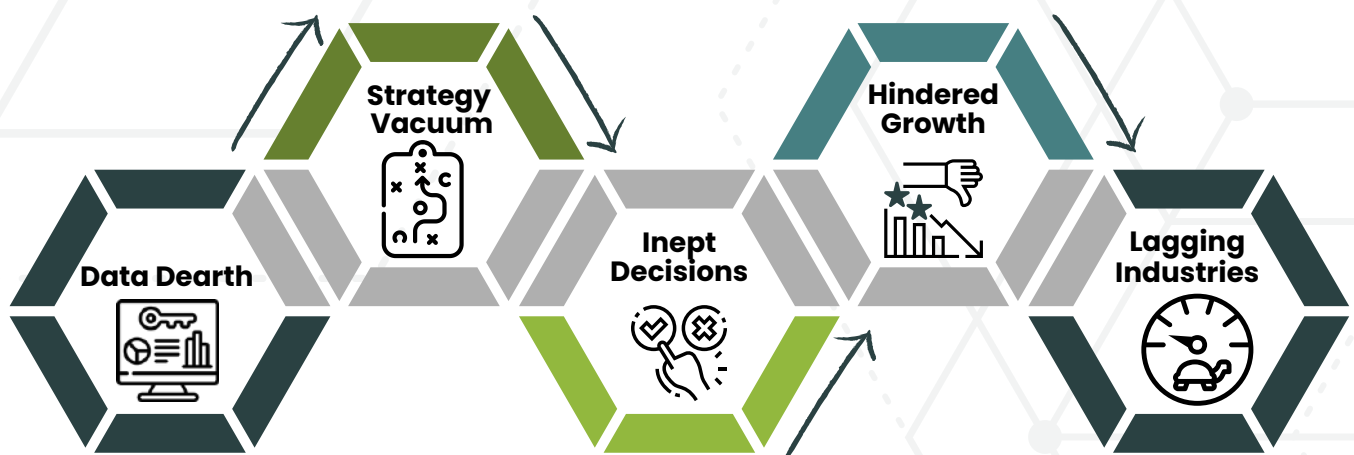 Data Dearth
Strategy
Vacuum
Inept
Decisions
Hindered
Growth
Lagging
Industries